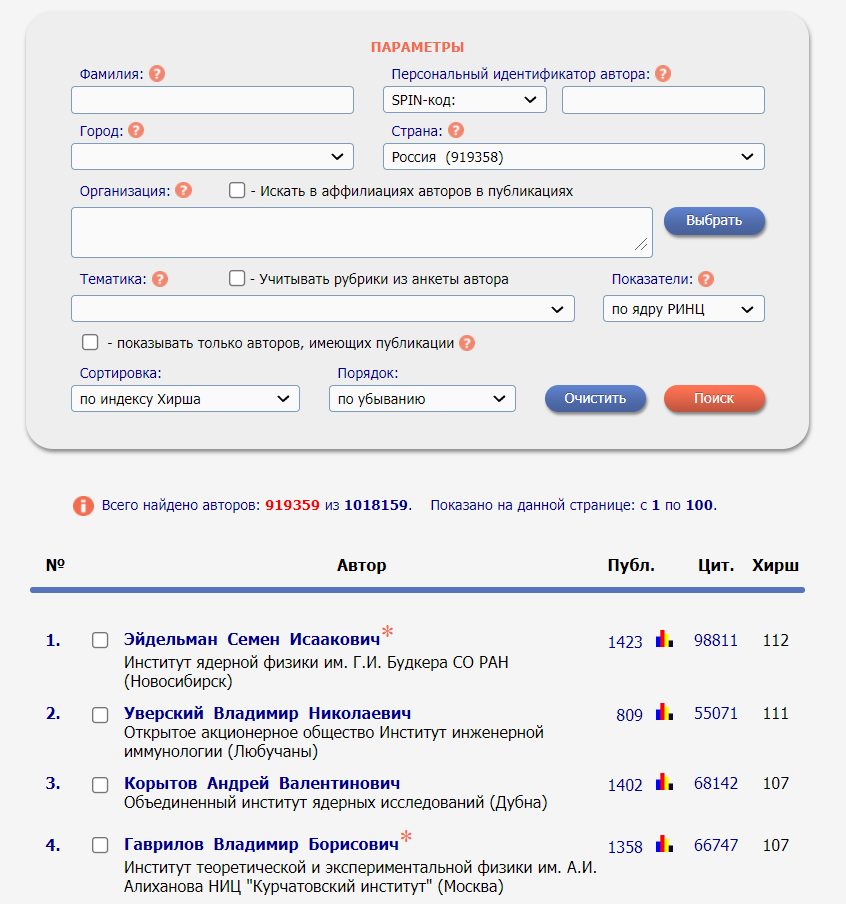 ПАРАМЕТРЫ
Фамилия: ? Персональный идентификатор автора: ?
SPIN-код:
Город: ? Страна: ?
Россия (919358)
Организация: ? - Искать в аффилиациях авторов в публикациях
Выбрать
Тематика: ? - Учитывать рубрики из анкеты автора Показатели: ?
по ядру РИНЦ
- показывать только авторов, имеющих публикации ?
Сортировка: Порядок:
по индексу Хирша по убыванию Очистить Поиск
i Всего найдено авторов: 919359 из 1018159. Показано на данной странице: с 1 по 100.
№ Автор Публ. Цит. Хирш
1. Эйдельман Семен Исаакович* 1423 98811 112
Институт ядерной физики им. Г.И. Будкера СО РАН
(Новосибирск)
2. Уверский Владимир Николаевич 809 55071 111
Открытое акционерное общество Институт инженерной
иммунологии (Любучаны)
3. Корытов Андрей Валентинович 1402 68142 107
Объединенный институт ядерных исследований (Дубна)
4. Гаврилов Владимир Борисович* 1358 66747 107
Институт теоретической и экспериментальной физики им. А.И.
Алиханова НИЦ "Курчатовский институт" (Москва)